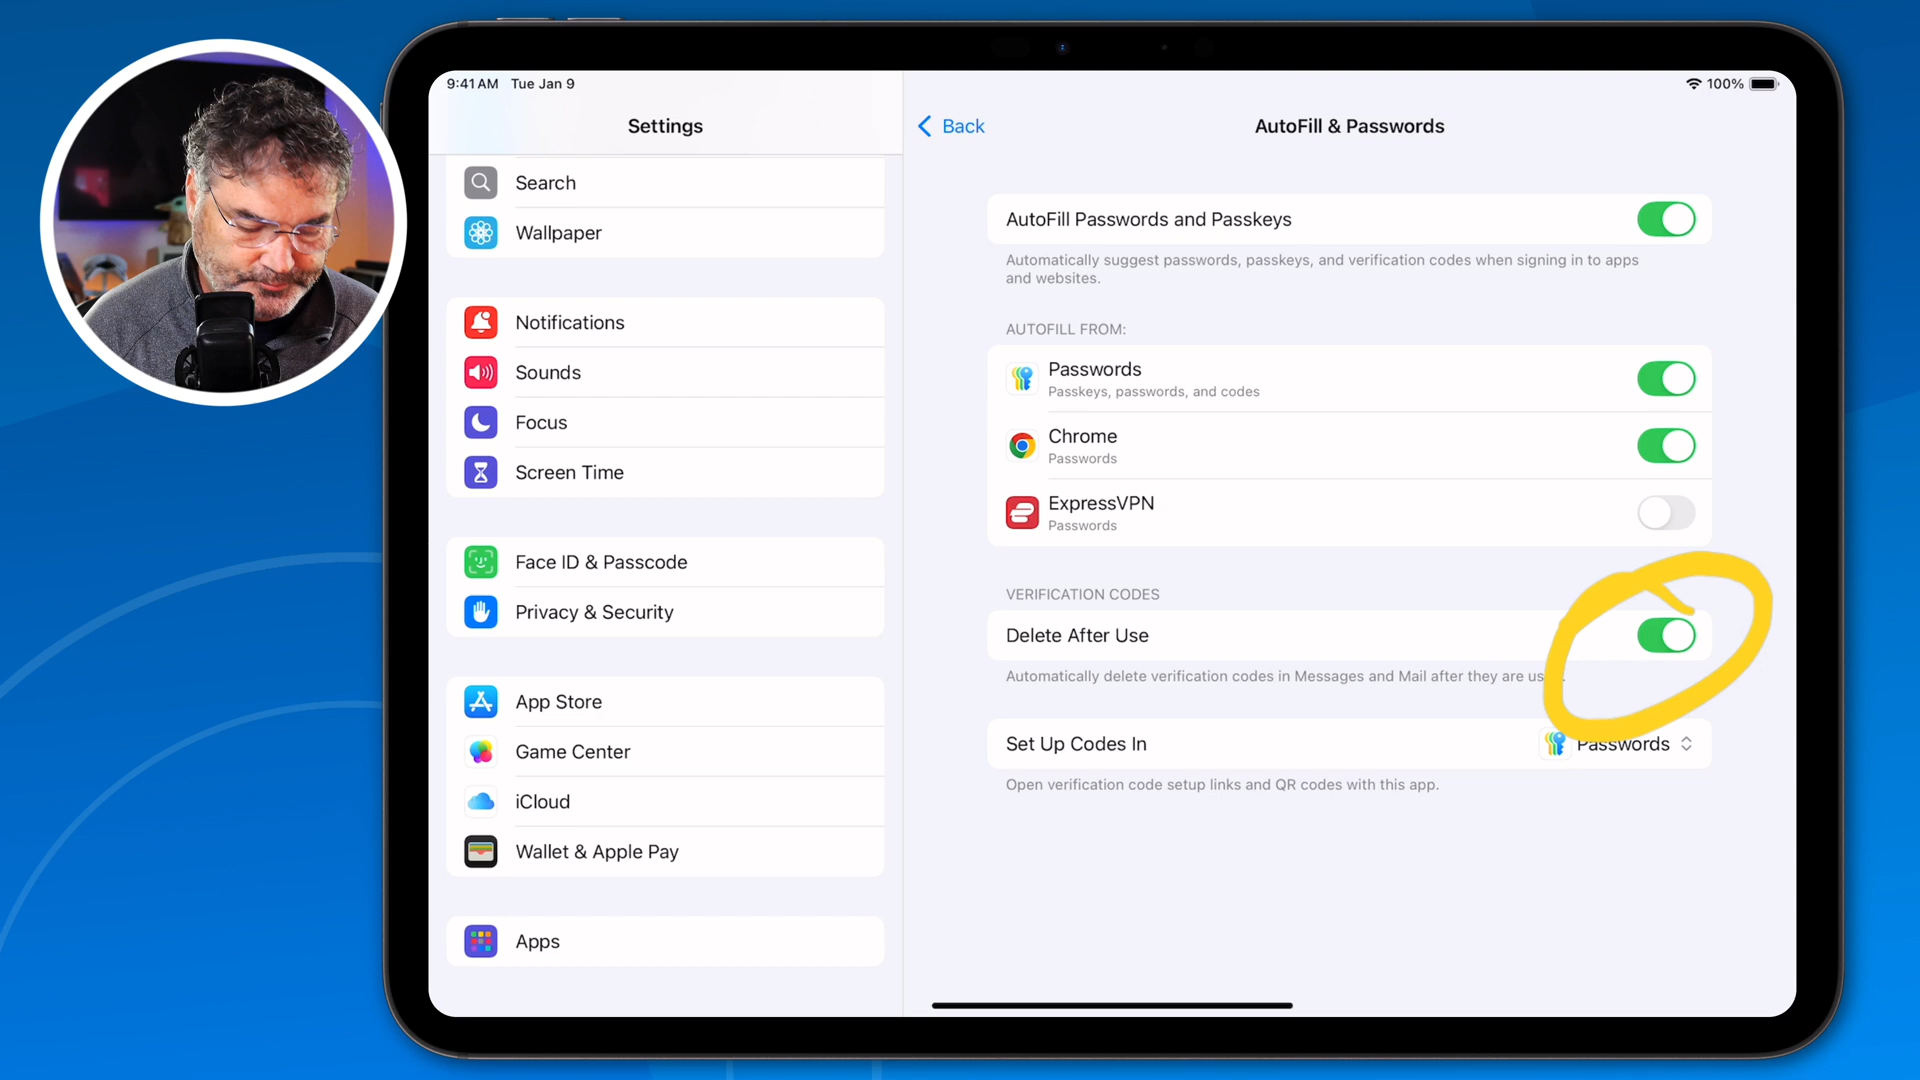 9:41 AM Tue Jan 9
100%
Settings
Search
Wallpaper
Notifications
Sounds
Focus
Screen Time
Face ID & Passcode
Privacy & Security
App Store
Game Center
iCloud
Wallet & Apple Pay
Apps
Back
AutoFill & Passwords
AutoFill Passwords and Passkeys
Automatically suggest passwords, passkeys, and verification codes when signing in to apps
and websites.
AUTOFILL FROM:
Passwords
Passkeys, passwords, and codes
Chrome
Passwords
ExpressVPN
Passwords
VERIFICATION CODES
Delete After Use
Automatically delete verification codes in Messages and Mail after they are
Set Up Codes In
Passwords
Open verification code setup links and QR codes with this app.